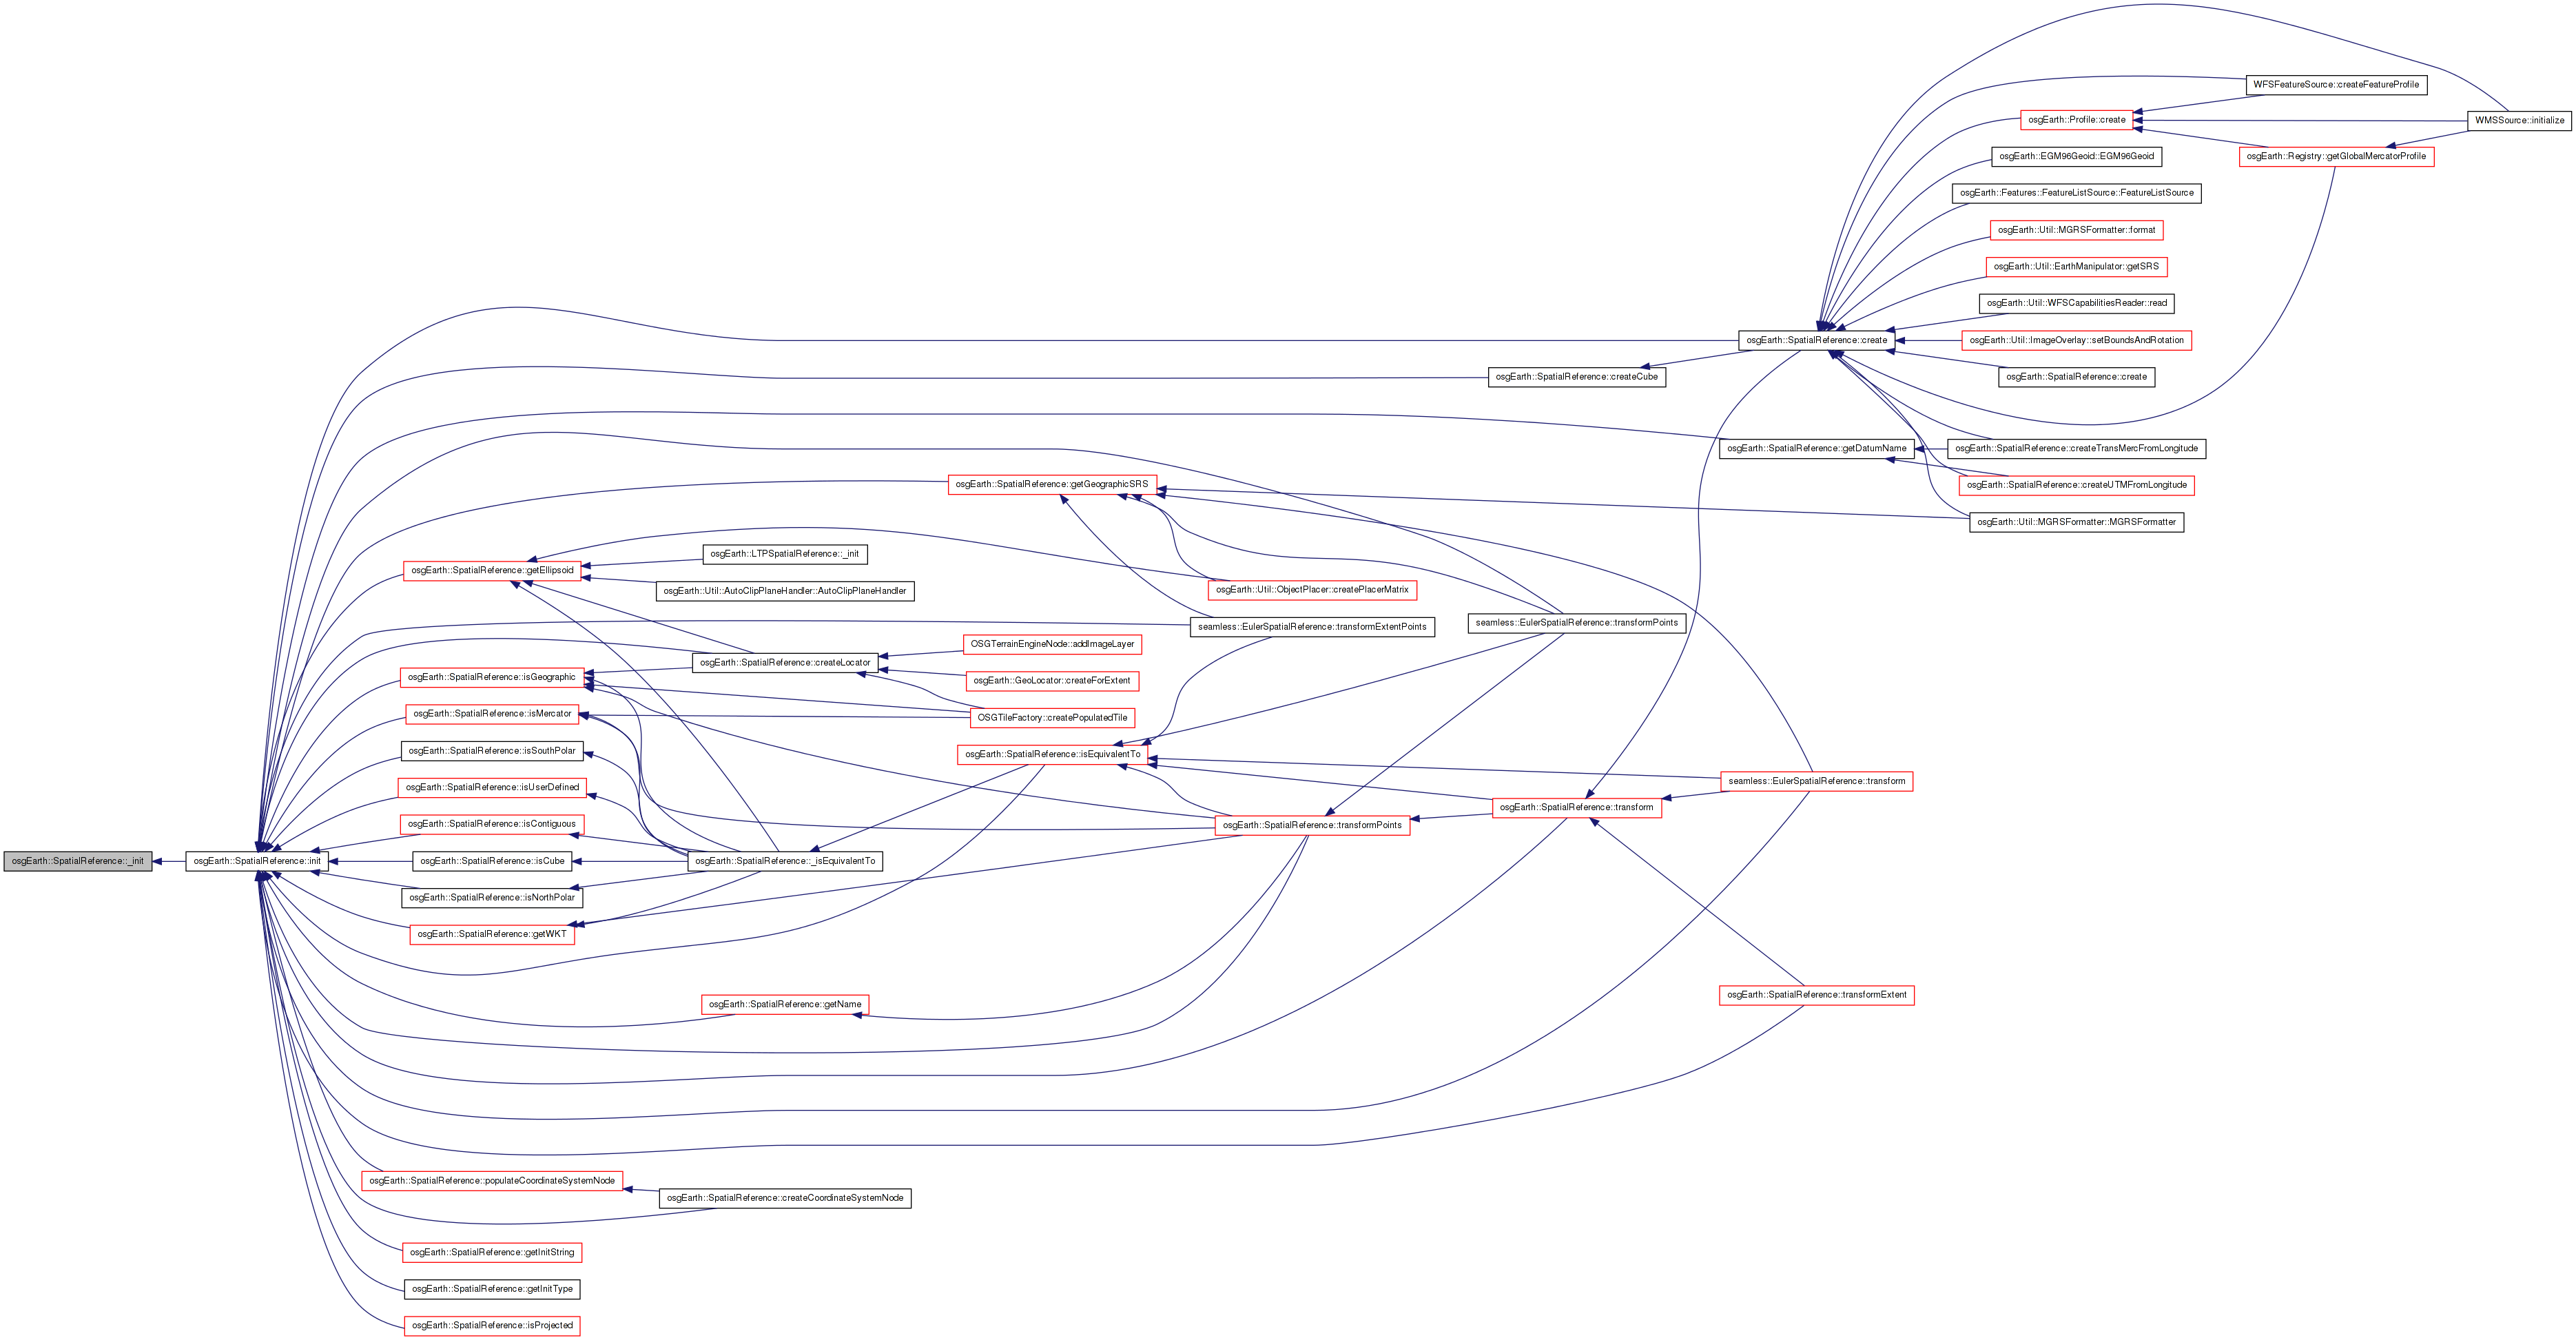 WFSFeatureSource::createFeatureProfile
osgEarth::Profile::create
WMSSource::initialize
osgEarth::EGM96Geoid::EGM96Geoid
osgEarth::Registry::getGlobalMercatorProfile
osgEarth::Features::FeatureListSource::FeatureListSource
osgEarth::Util::MGRSFormatter::format
osgEarth::Util::EarthManipulator::getSRS
osgEarth::Util::WFSCapabilitiesReader::read
osgEarth::SpatialReference::create
osgEarth::Util::ImageOverlay::setBoundsAndRotation
osgEarth::SpatialReference::createCube
osgEarth::SpatialReference::create
osgEarth::SpatialReference::getDatumName
osgEarth::SpatialReference::createTransMercFromLongitude
osgEarth::SpatialReference::getGeographicSRS
osgEarth::SpatialReference::createUTMFromLongitude
osgEarth::Util::MGRSFormatter::MGRSFormatter
osgEarth::LTPSpatialReference::_init
osgEarth::SpatialReference::getEllipsoid
osgEarth::Util::AutoClipPlaneHandler::AutoClipPlaneHandler
osgEarth::Util::ObjectPlacer::createPlacerMatrix
seamless::EulerSpatialReference::transformExtentPoints
seamless::EulerSpatialReference::transformPoints
OSGTerrainEngineNode::addImageLayer
osgEarth::SpatialReference::createLocator
osgEarth::SpatialReference::isGeographic
osgEarth::GeoLocator::createForExtent
osgEarth::SpatialReference::isMercator
OSGTileFactory::createPopulatedTile
osgEarth::SpatialReference::isSouthPolar
osgEarth::SpatialReference::isEquivalentTo
osgEarth::SpatialReference::isUserDefined
seamless::EulerSpatialReference::transform
osgEarth::SpatialReference::transform
osgEarth::SpatialReference::isContiguous
osgEarth::SpatialReference::transformPoints
osgEarth::SpatialReference::_init
osgEarth::SpatialReference::init
osgEarth::SpatialReference::isCube
osgEarth::SpatialReference::_isEquivalentTo
osgEarth::SpatialReference::isNorthPolar
osgEarth::SpatialReference::getWKT
osgEarth::SpatialReference::getName
osgEarth::SpatialReference::transformExtent
osgEarth::SpatialReference::populateCoordinateSystemNode
osgEarth::SpatialReference::createCoordinateSystemNode
osgEarth::SpatialReference::getInitString
osgEarth::SpatialReference::getInitType
osgEarth::SpatialReference::isProjected